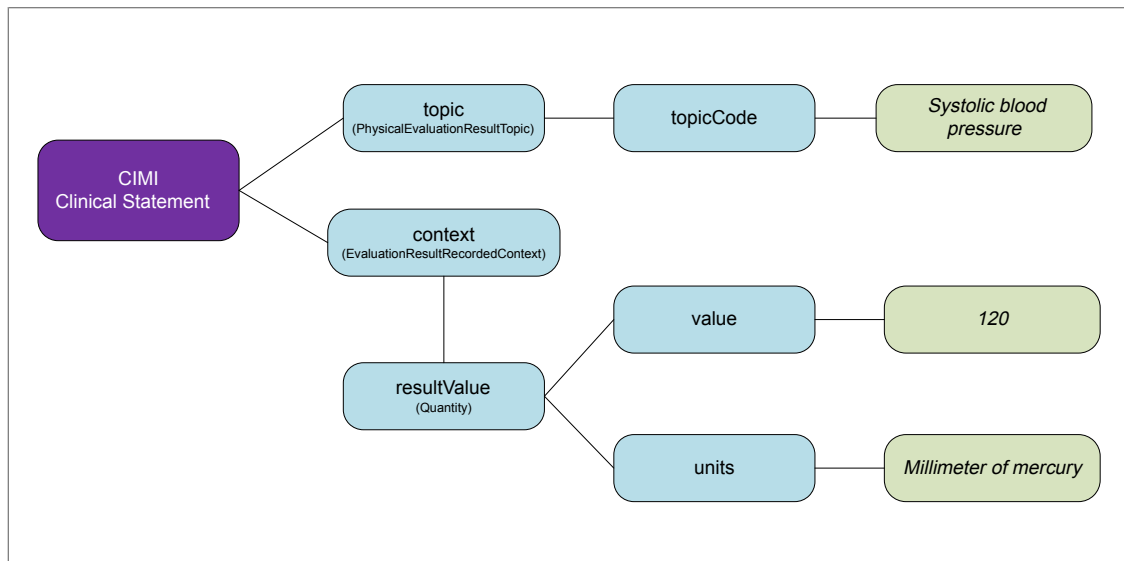 topic
(PhysicalEvaluationResultTopic)
topicCode
Systolic blood
pressure
CIMI
Clinical Statement
context
(EvaluationResultRecordedContext)
value
120
resultValue
(Quantity)
units
Millimeter of mercury